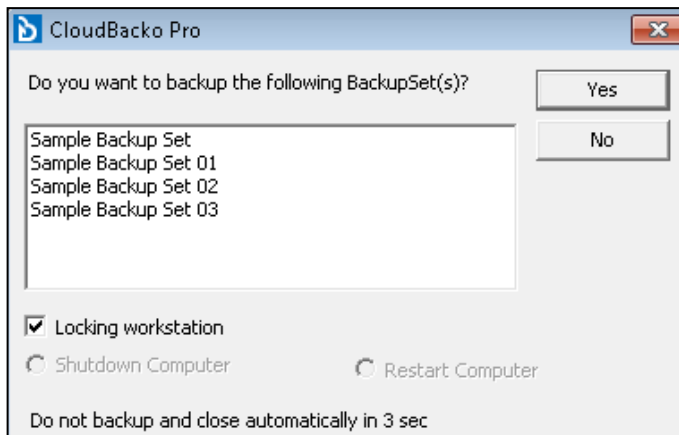 CloudBacko Pro
Do you want to backup the following BackupSet(s)?
Yes
No
Sample Backup Set
Sample Backup Set 01
Sample Backup Set 02
Sample Backup Set 03
Locking workstation
Shutdown Computer
Restart Computer
Do not backup and close automatically in 3 sec